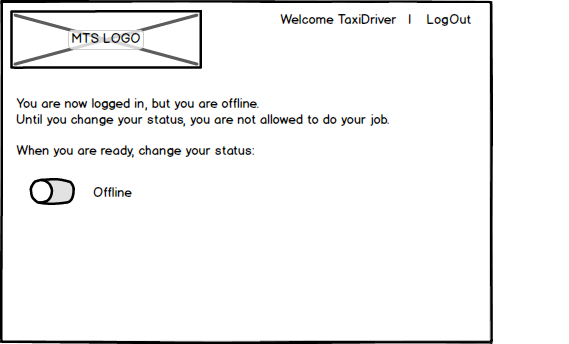 Welcome TaxiDriver | LogOut
MTS LOGO
You are now logged in, but you are offline.
Until you change your status, you are not allowed to do your job.
When you are ready, change your status:
Offline